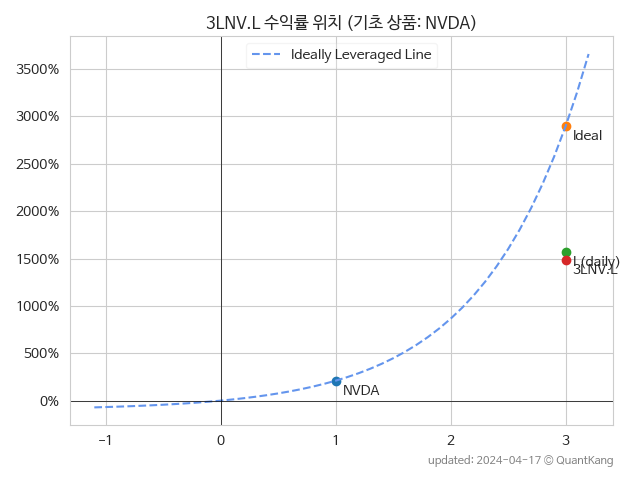 3LNV.L 수익률 위치 (기초 상품: NVDA)
Ideally Leveraged Line
3500%
3000%
2500%
2000%
1500%
1000%
500%
0%
Ideal
(daily)
3LNV.L
NVDA
-1
0
1
2
3
updated: 2024-04-17 © QuantKang